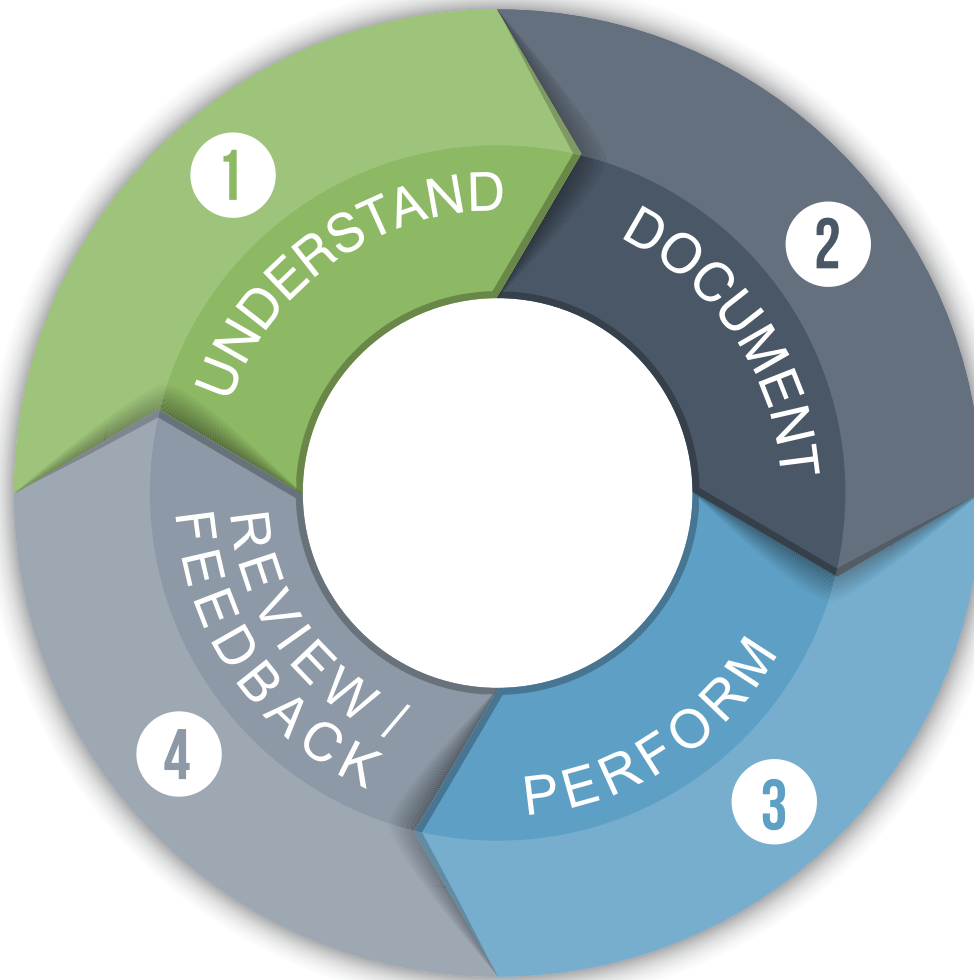 1
UNDERSTAND
2
DOCUMENT
3
PERFORM
4
REVIEW /
FEEDBACK